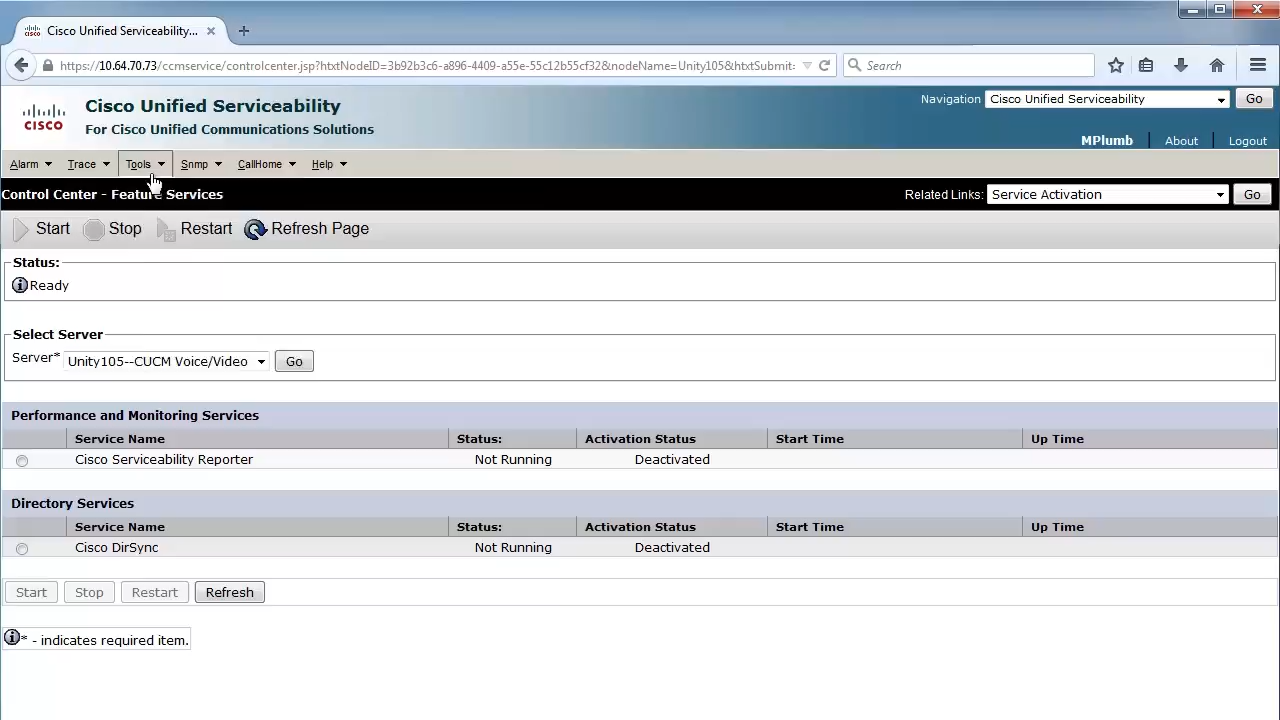 Cisco Unified Serviceability...
https://10.64.70.73/ccmservice/controlcenter.jsp?htxtNodeID=3b92b3c6-a896-4409-a55e-55c12b55cf32&nodeName=Unity105&htxtSubmit:
Search
CISCO
Cisco Unified Serviceability
For Cisco Unified Communications Solutions
Navigation Cisco Unified Serviceability Go
MPlumb About Logout
Alarm Trace Tools Snmp CallHome Help
Control Center - Feature Services
Related Links: Service Activation Go
Start Stop Restart Refresh Page
Status:
Ready
Select Server
Server* Unity105--CUCM Voice/Video Go
Performance and Monitoring Services
Service Name Status: Activation Status Start Time Up Time
Cisco Serviceability Reporter Not Running Deactivated
Directory Services
Service Name Status: Activation Status Start Time Up Time
Cisco DirSync Not Running Deactivated
Start Stop Restart Refresh
* - indicates required item.